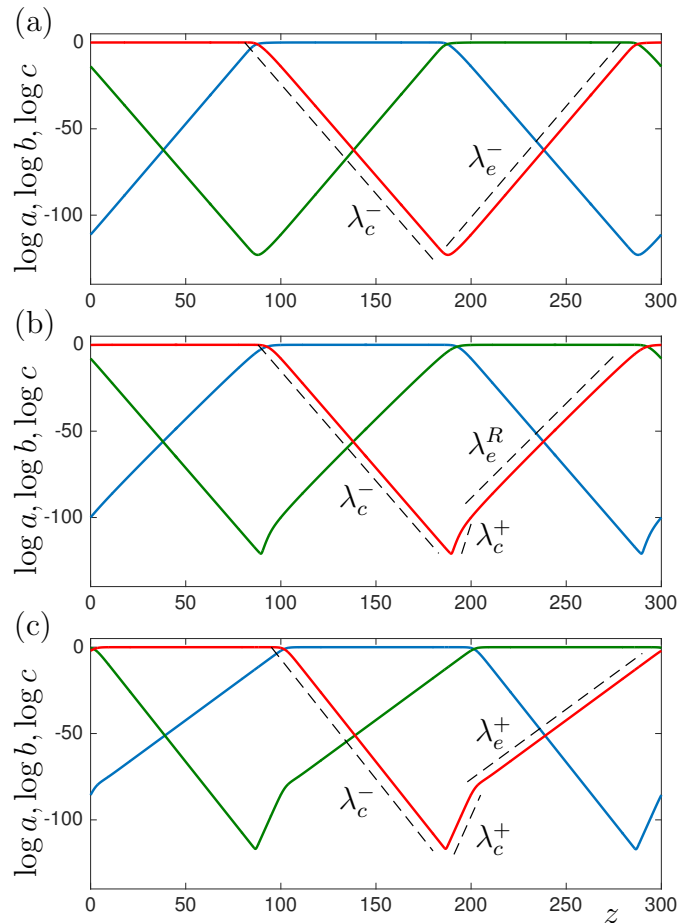 (a)
0
-50
-100
log a, log b, log c
λ_c^-
λ_e^-
0 50 100 150 200 250 300
(b)
0
-50
-100
log a, log b, log c
λ_c^-
λ_e^R
λ_c^+
0 50 100 150 200 250 300
(c)
0
-50
-100
log a, log b, log c
λ_c^-
λ_e^+
λ_c^+
0 50 100 150 200 250 300
z